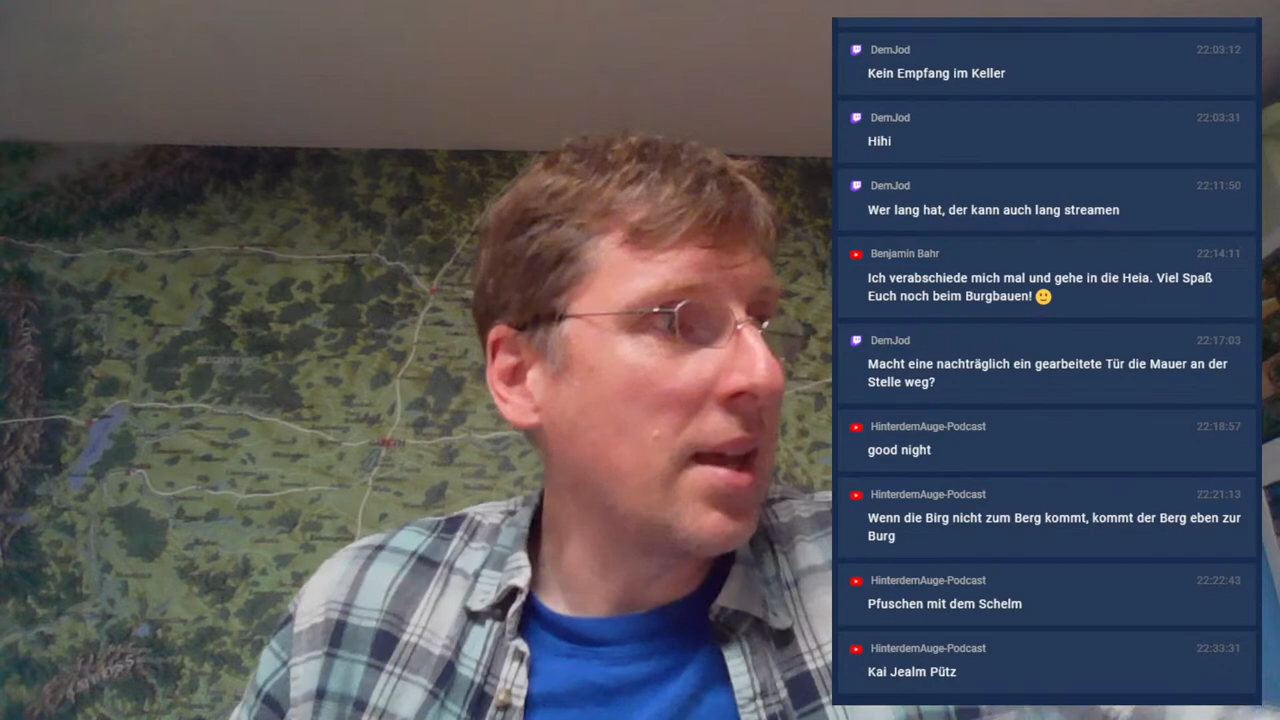 DemJod 22:03:12
Kein Empfang im Keller
DemJod 22:03:31
Hihi
DemJod 22:11:50
Wer lang hat, der kann auch lang streamen
Benjamin Bahr 22:14:11
Ich verabschiede mich mal und gehe in die Heia. Viel Spaß
Euch noch beim Burgbauen! 🙂
DemJod 22:17:03
Macht eine nachträglich ein gearbeitete Tür die Mauer an der
Stelle weg?
HinterdemAuge-Podcast 22:18:57
good night
HinterdemAuge-Podcast 22:21:13
Wenn die Birg nicht zum Berg kommt, kommt der Berg eben zur
Burg
HinterdemAuge-Podcast 22:22:43
Pfuschen mit dem Schelm
HinterdemAuge-Podcast 22:33:31
Kai Jealm Pütz